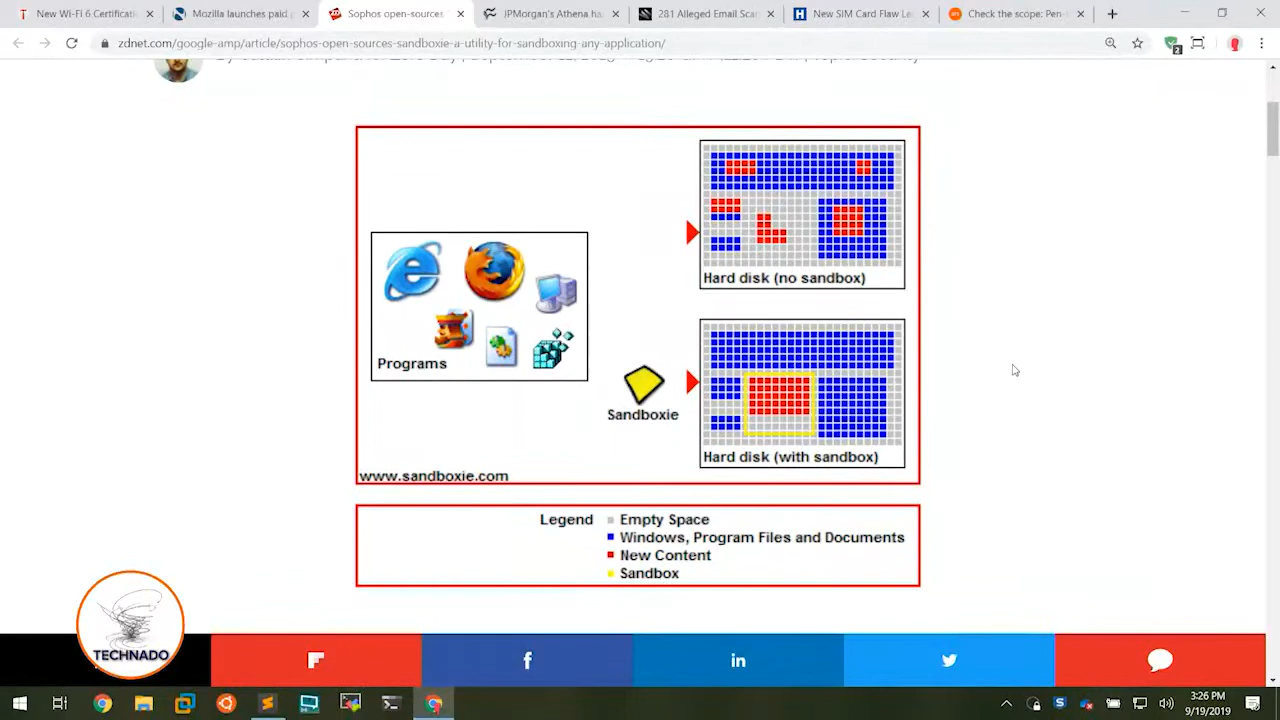 New Wi-Fi 6 Certificati
Mozilla launches paid
Sophos open-sources
JPMorgan's Athena ha
281 Alleged Email Scar
New SIM Card Flaw Le
Check the scope: Pen-
zdnet.com/google-amp/article/sophos-open-sources-sandboxie-a-utility-for-sandboxing-any-application/
2
Hard disk (no sandbox)
Programs
Sandboxie
Hard disk (with sandbox)
www.sandboxie.com
Legend
Empty Space
Windows, Program Files and Documents
New Content
Sandbox
TECHNADO
3:26 PM
9/19/2019